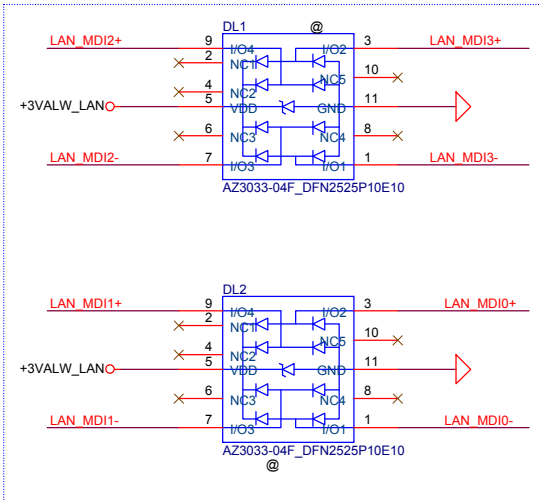 DL1 @
LAN_MDI2+ 9 I/O4 I/O2 3 LAN_MDI3+
2 NC1
NC5 10
4 NC2
+3VALW_LAN 5 VDD GND 11
6 NC3 NC4 8
LAN_MDI2- 7 I/O3 I/O1 1 LAN_MDI3-
AZ3033-04F_DFN2525P10E10
DL2
LAN_MDI1+ 9 I/O4 I/O2 3 LAN_MDI0+
2 NC1
NC5 10
4 NC2
+3VALW_LAN 5 VDD GND 11
6 NC3 NC4 8
LAN_MDI1- 7 I/O3 I/O1 1 LAN_MDI0-
AZ3033-04F_DFN2525P10E10
@